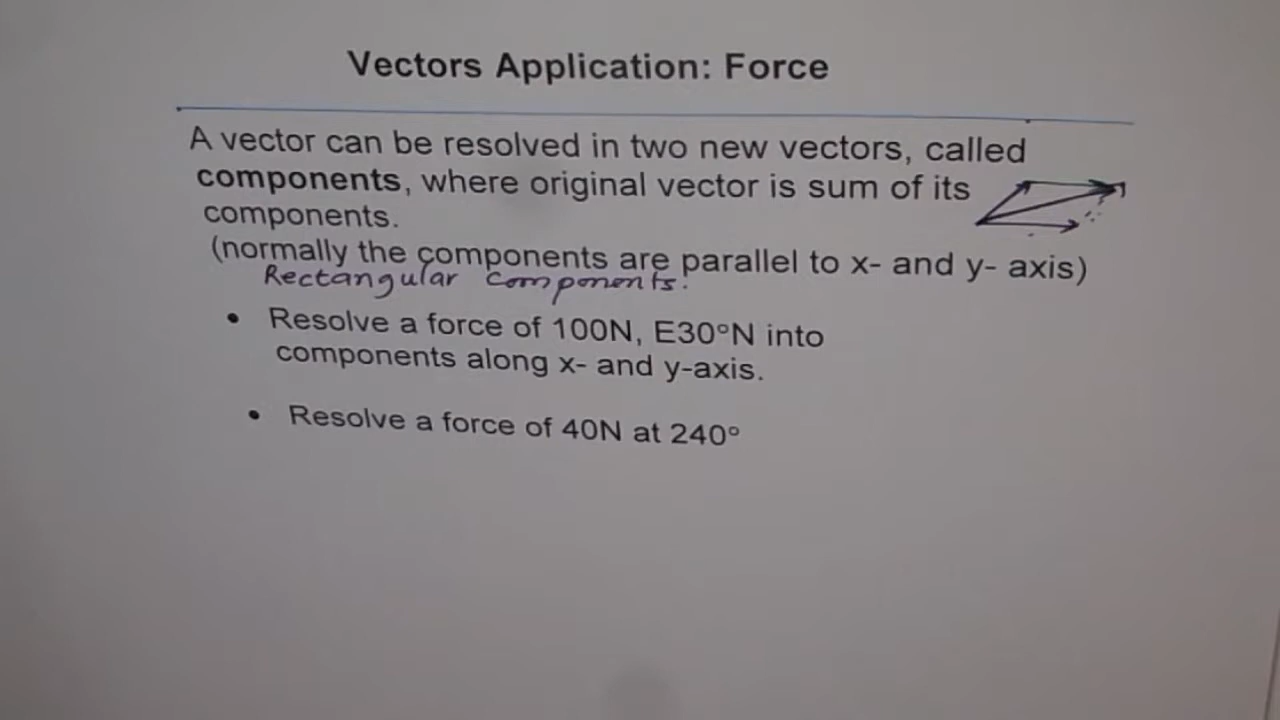 Vectors Application: Force
A vector can be resolved in two new vectors, called
components, where original vector is sum of its
components.
(normally the components are parallel to x- and y- axis)
Rectangular components.
• Resolve a force of 100N, E30°N into
components along x- and y-axis.
• Resolve a force of 40N at 240°